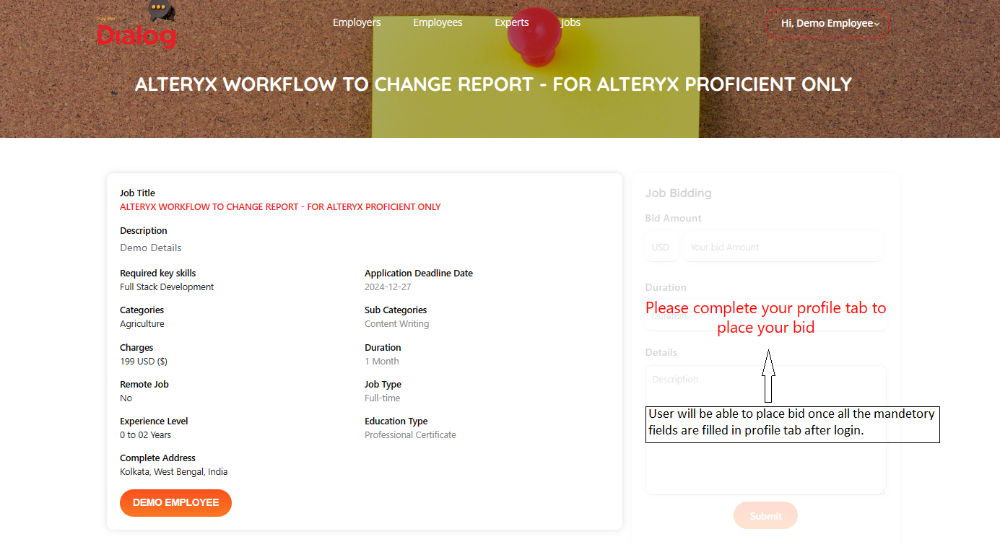 Pay Per
Dialog
Employers
Employees
Experts
Jobs
Hi, Demo Employee
ALTERYX WORKFLOW TO CHANGE REPORT - FOR ALTERYX PROFICIENT ONLY
Job Title
ALTERYX WORKFLOW TO CHANGE REPORT - FOR ALTERYX PROFICIENT ONLY
Description
Demo Details
Required key skills
Full Stack Development
Application Deadline Date
2024-12-27
Categories
Agriculture
Sub Categories
Content Writing
Charges
199 USD ($)
Duration
1 Month
Remote Job
No
Job Type
Full-time
Experience Level
0 to 02 Years
Education Type
Professional Certificate
Complete Address
Kolkata, West Bengal, India
DEMO EMPLOYEE
Job Bidding
Bid Amount
USD
Your bid Amount
Duration
Duration
Please complete your profile tab to
place your bid
Details
Description
User will be able to place bid once all the mandetory
fields are filled in profile tab after login.
Submit